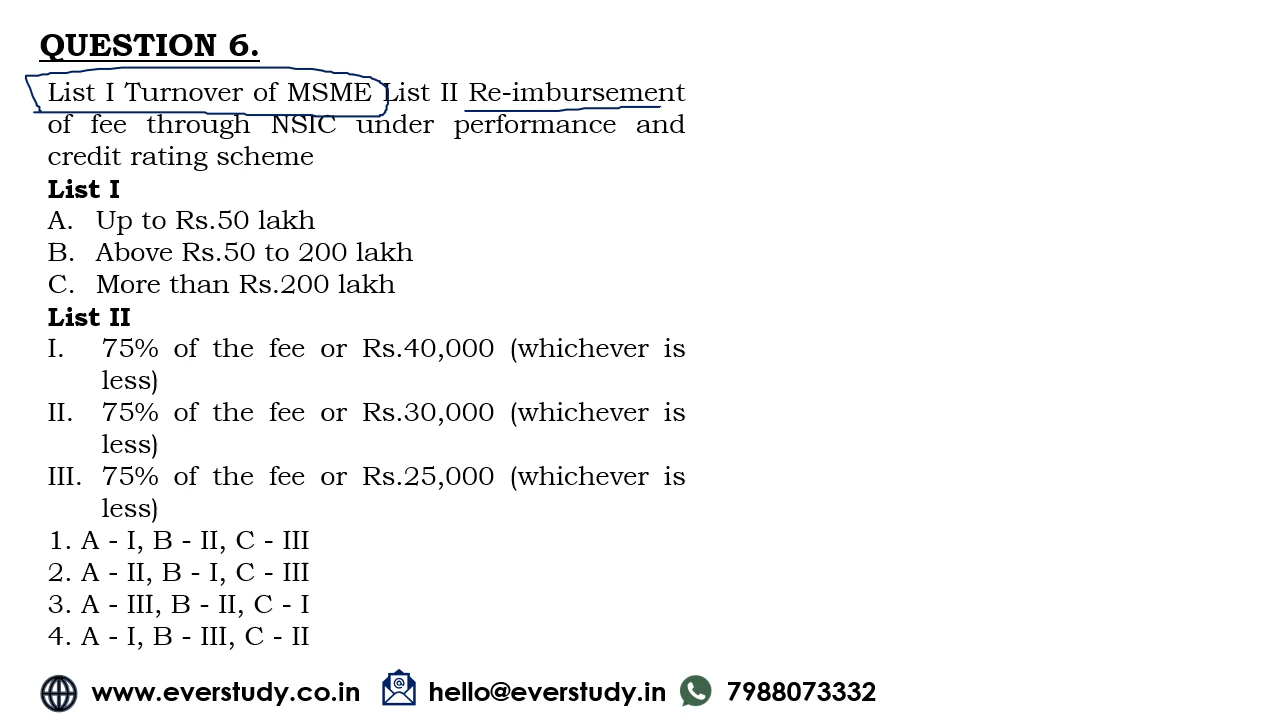 QUESTION 6.
List I Turnover of MSME List II Re-imbursement
of fee through NSIC under performance and
credit rating scheme
List I
A. Up to Rs.50 lakh
B. Above Rs.50 to 200 lakh
C. More than Rs.200 lakh
List II
I. 75% of the fee or Rs.40,000 (whichever is
less)
II. 75% of the fee or Rs.30,000 (whichever is
less)
III. 75% of the fee or Rs.25,000 (whichever is
less)
1. A - I, B - II, C - III
2. A - II, B - I, C - III
3. A - III, B - II, C - I
4. A - I, B - III, C - II
www.everstudy.co.in hello@everstudy.in 7988073332